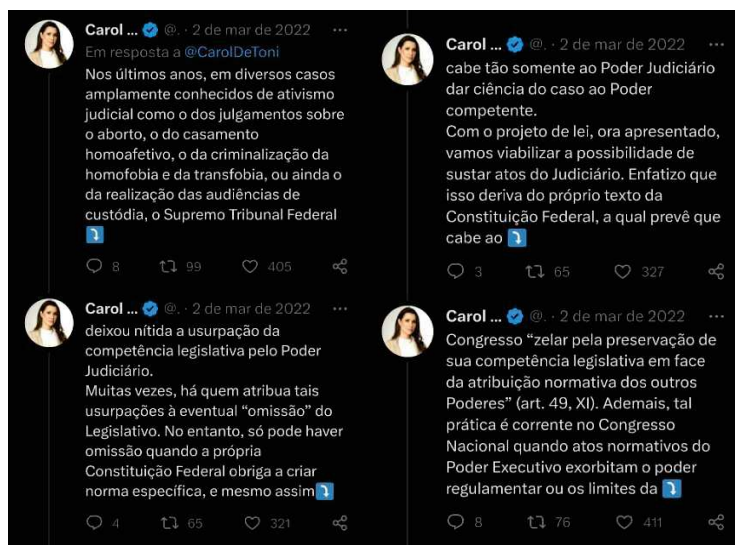 Carol ... @. · 2 de mar de 2022 ...
Em resposta a @CarolDeToni
Nos últimos anos, em diversos casos
amplamente conhecidos de ativismo
judicial como o dos julgamentos sobre
o aborto, o do casamento
homoafetivo, o da criminalização da
homofobia e da transfobia, ou ainda o
da realização das audiências de
custódia, o Supremo Tribunal Federal
⤵
8 99 405
Carol ... @. · 2 de mar de 2022 ...
deixou nítida a usurpação da
competência legislativa pelo Poder
Judiciário.
Muitas vezes, há quem atribua tais
usurpações à eventual “omissão” do
Legislativo. No entanto, só pode haver
omissão quando a própria
Constituição Federal obriga a criar
norma específica, e mesmo assim⤵
4 65 321
Carol ... @. · 2 de mar de 2022 ...
cabe tão somente ao Poder Judiciário
dar ciência do caso ao Poder
competente.
Com o projeto de lei, ora apresentado,
vamos viabilizar a possibilidade de
sustar atos do Judiciário. Enfatizo que
isso deriva do próprio texto da
Constituição Federal, a qual prevê que
cabe ao ⤵
3 65 327
Carol ... @. · 2 de mar de 2022 ...
Congresso “zelar pela preservação de
sua competência legislativa em face
da atribuição normativa dos outros
Poderes” (art. 49, XI). Ademais, tal
prática é corrente no Congresso
Nacional quando atos normativos do
Poder Executivo exorbitam o poder
regulamentar ou os limites da ⤵
8 76 411